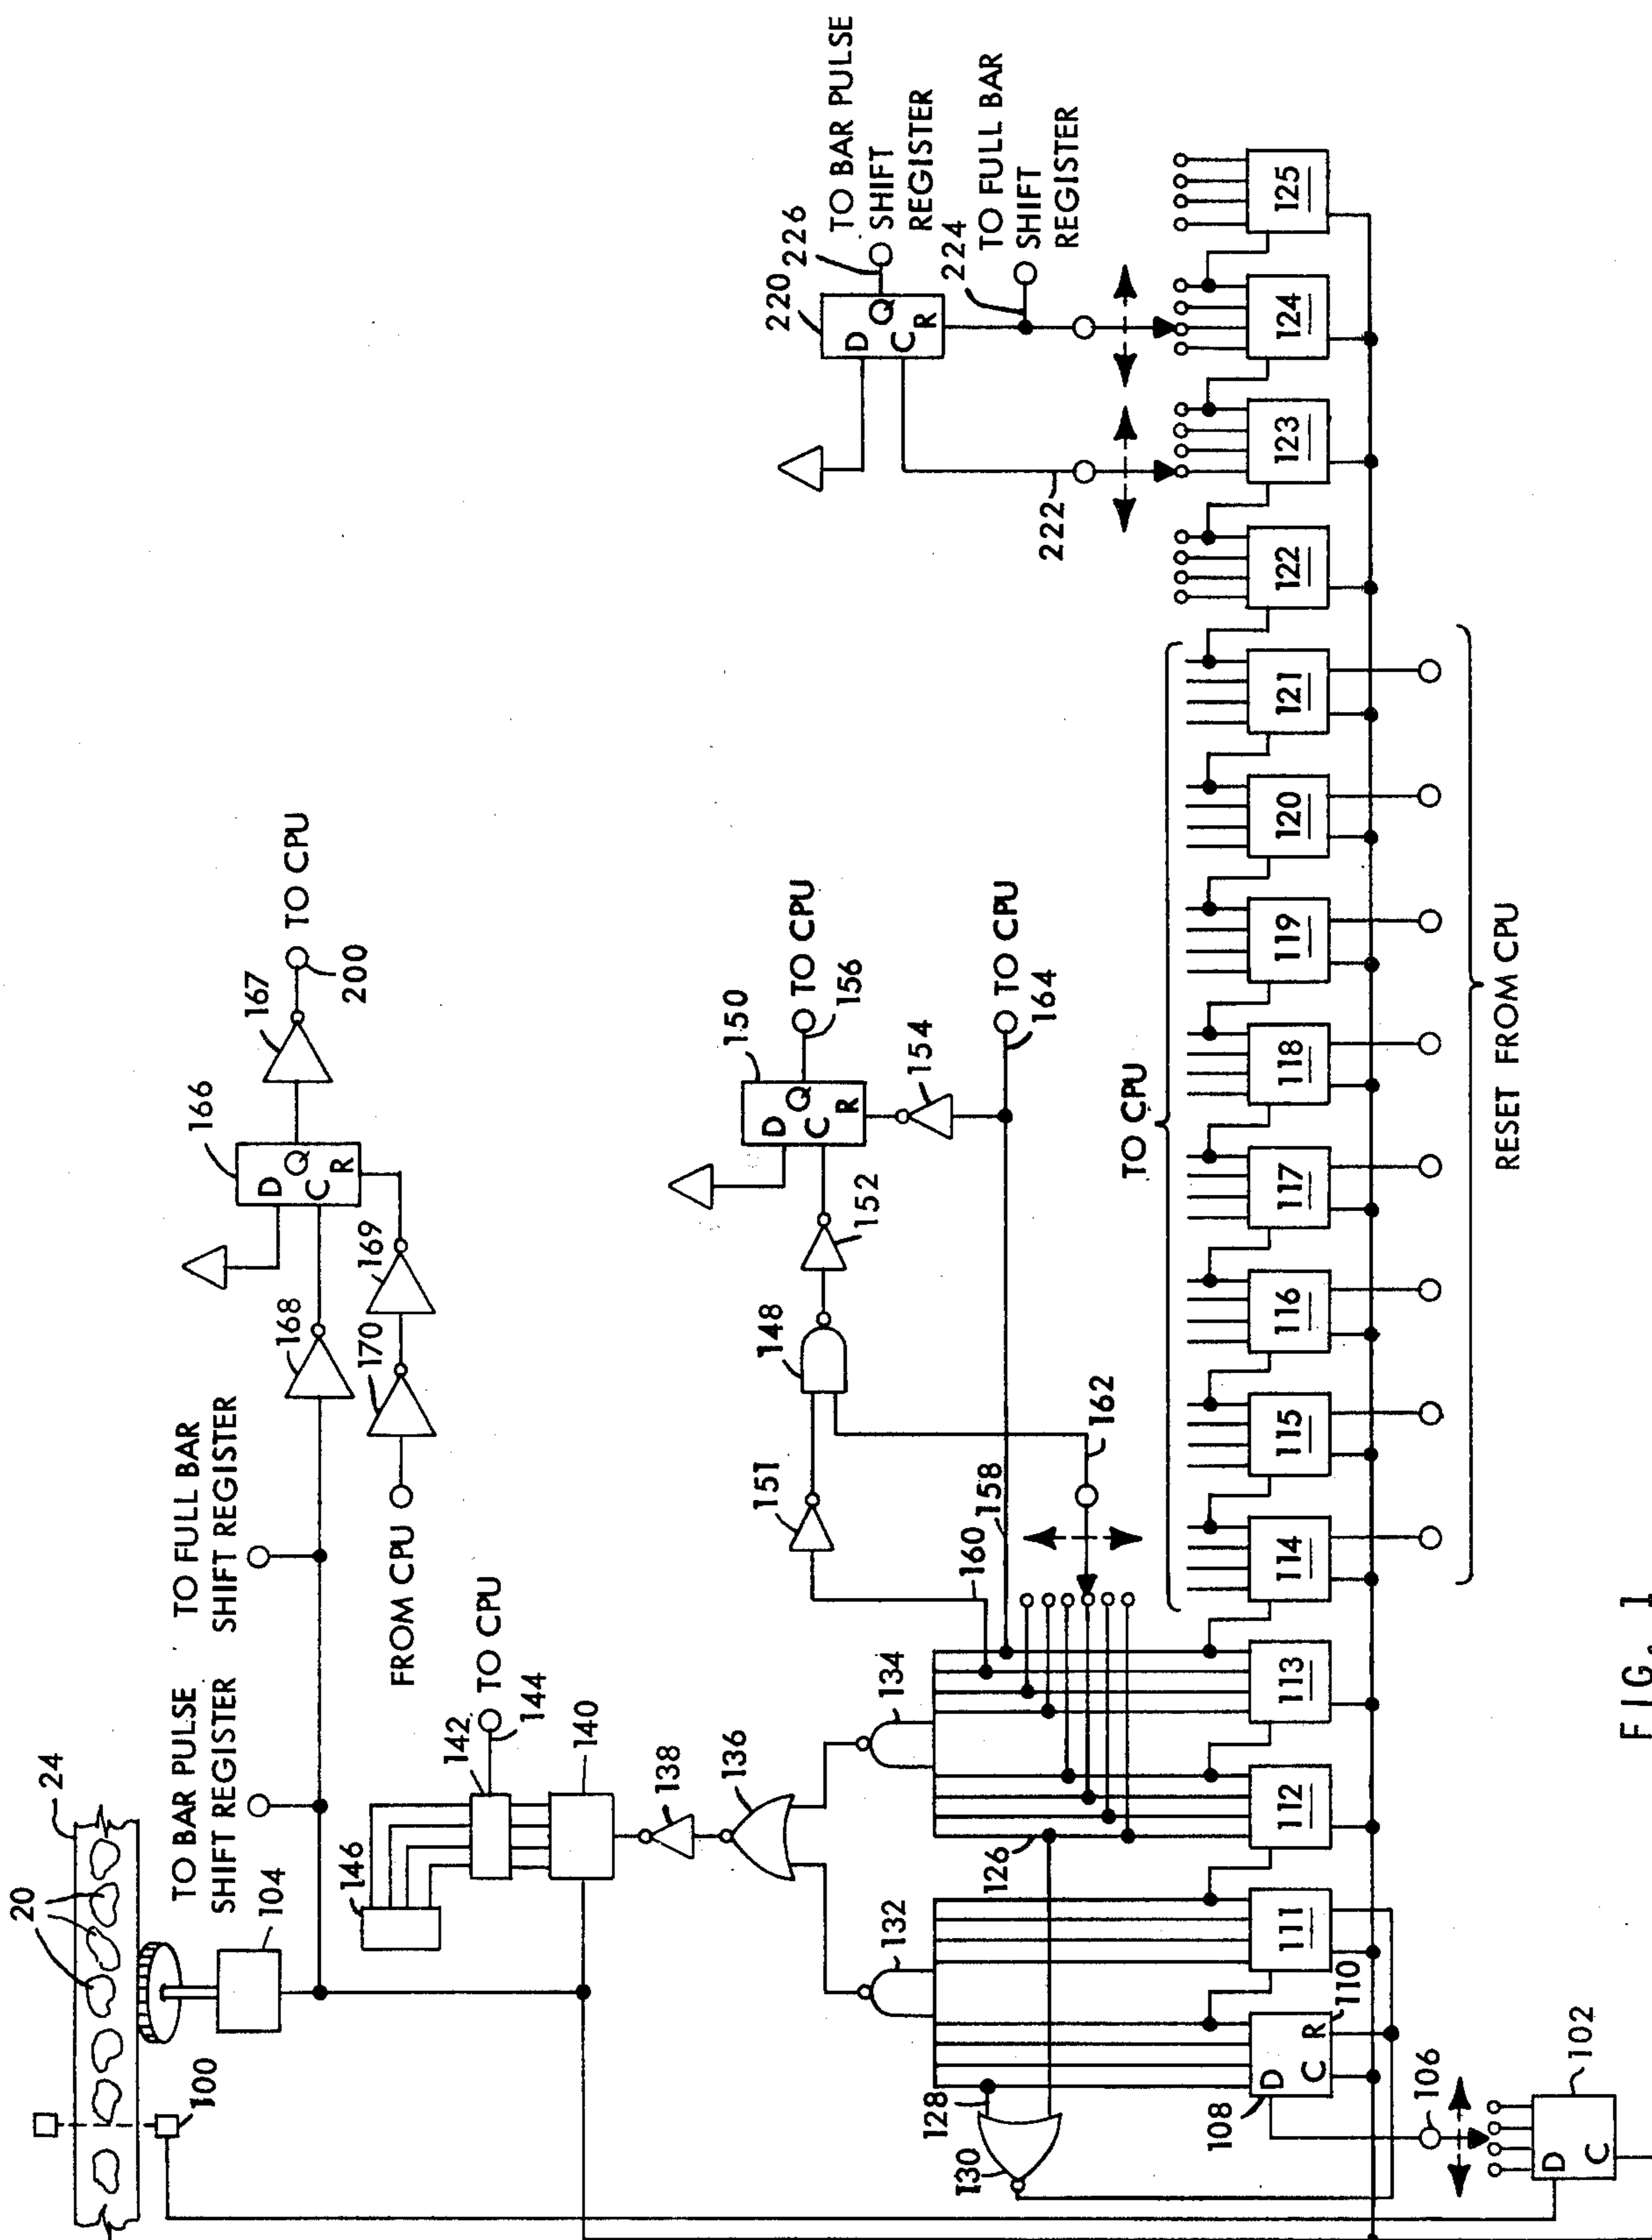 24
20
100
104
TO BAR PULSE
SHIFT REGISTER
TO FULL BAR
SHIFT REGISTER
168
170
169
FROM CPU
166
D
Q
C
R
167
TO CPU
200
146
142
TO CPU
144
140
138
136
132
134
126
128
130
151
148
152
150
D
Q
C
R
TO CPU
156
154
TO CPU
164
158
160
162
220
D
Q
C
R
226
TO BAR PULSE
SHIFT
REGISTER
224
TO FULL BAR
SHIFT
REGISTER
222
TO CPU
108
D
C
R
110
111
112
113
114
115
116
117
118
119
120
121
122
123
124
125
RESET FROM CPU
106
102
D
C
FIG. 1